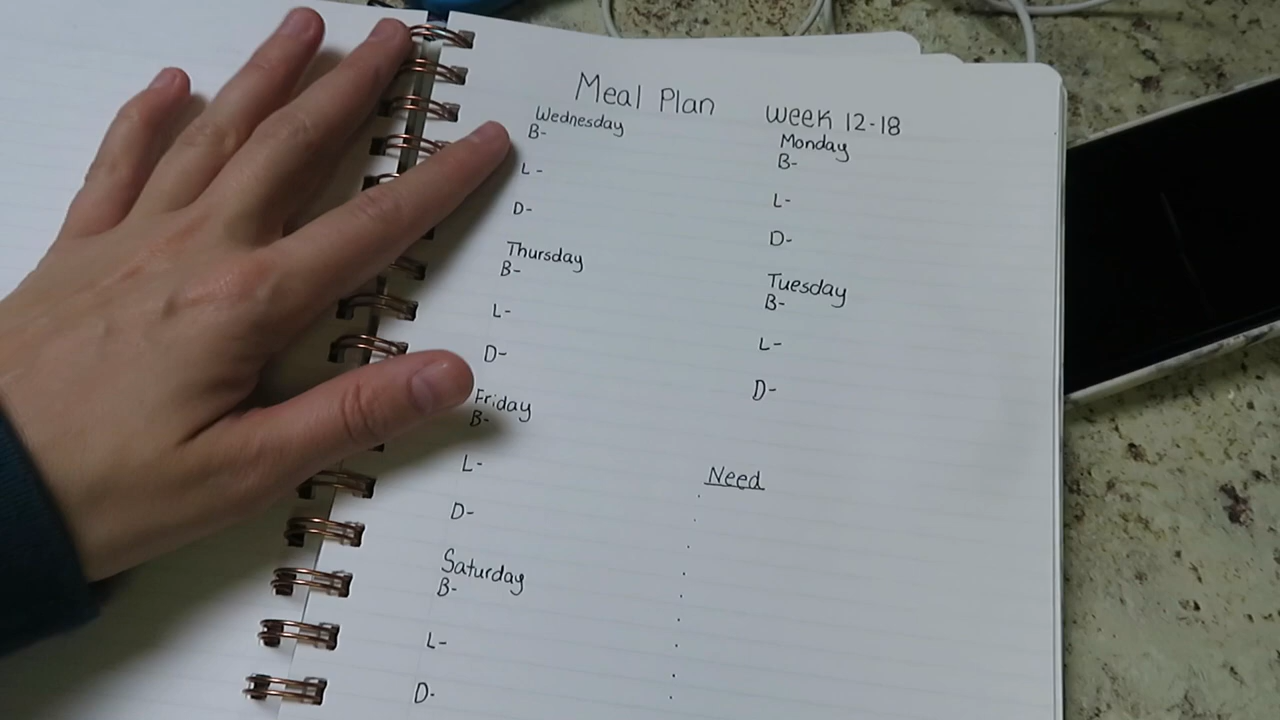 Meal Plan Week 12-18
Wednesday
B-
L-
D-
Thursday
B-
L-
D-
Friday
B-
L-
D-
Saturday
B-
L-
D-
Monday
B-
L-
D-
Tuesday
B-
L-
D-
Need